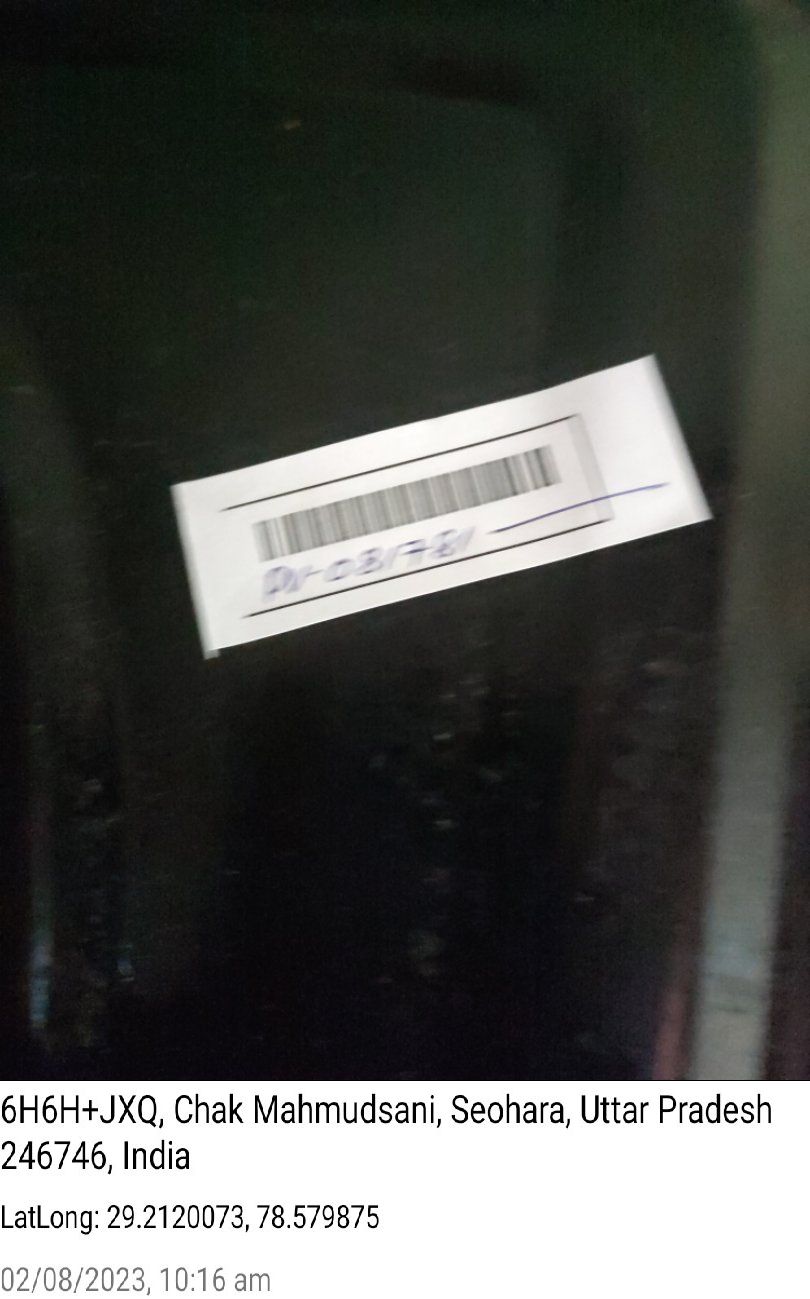 6H6H+JXQ, Chak Mahmudsani, Seohara, Uttar Pradesh
246746, India
LatLong: 29.2120073, 78.579875
02/08/2023, 10:16 am